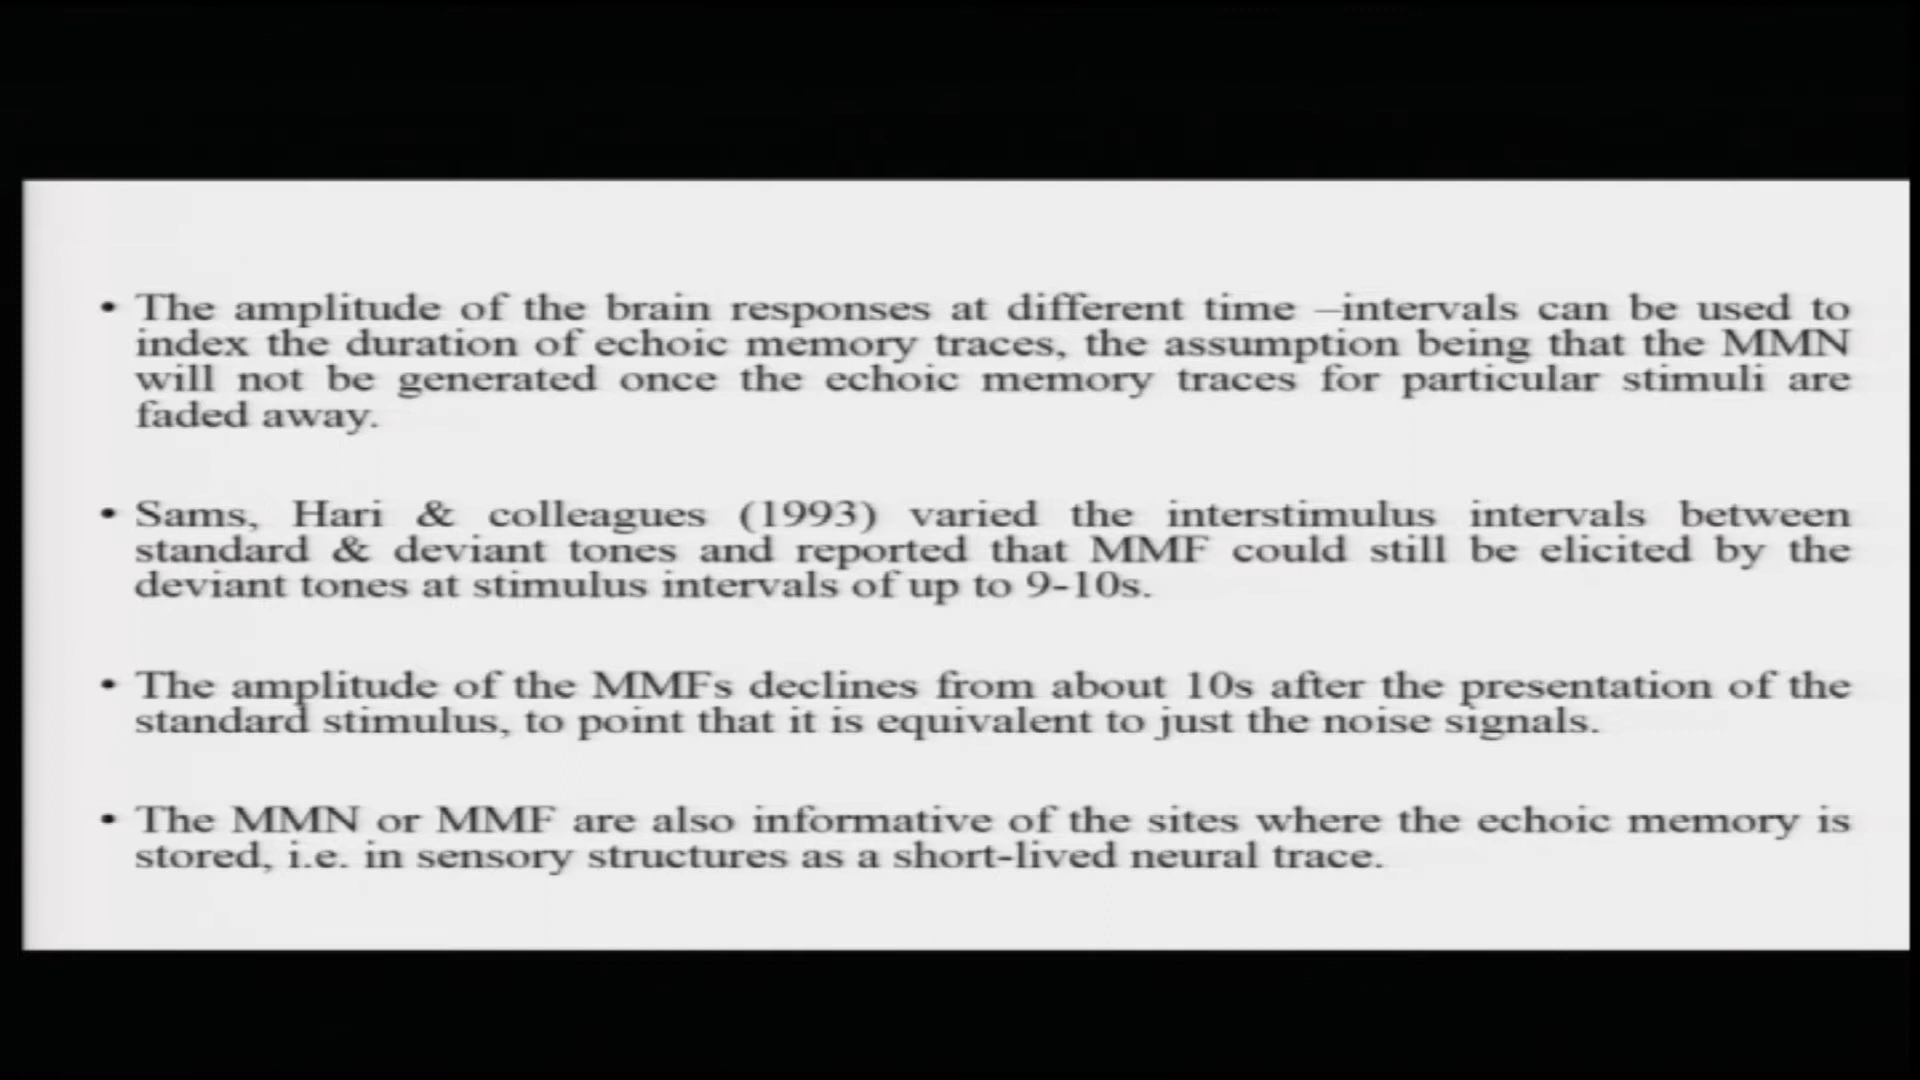 • The amplitude of the brain responses at different time –intervals can be used to
index the duration of echoic memory traces, the assumption being that the MMN
will not be generated once the echoic memory traces for particular stimuli are
faded away.
• Sams, Hari & colleagues (1993) varied the interstimulus intervals between
standard & deviant tones and reported that MMF could still be elicited by the
deviant tones at stimulus intervals of up to 9-10s.
• The amplitude of the MMFs declines from about 10s after the presentation of the
standard stimulus, to point that it is equivalent to just the noise signals.
• The MMN or MMF are also informative of the sites where the echoic memory is
stored, i.e. in sensory structures as a short-lived neural trace.